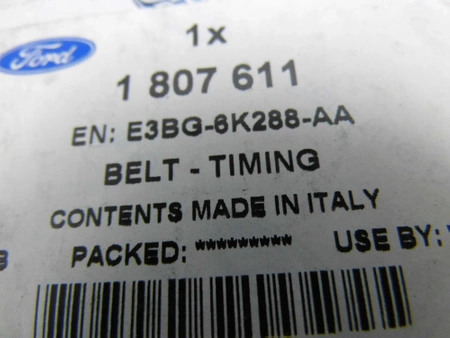 Ford
1x
1 807 611
EN: E3BG-6K288-AA
BELT - TIMING
CONTENTS MADE IN ITALY
PACKED: ********* USE BY: